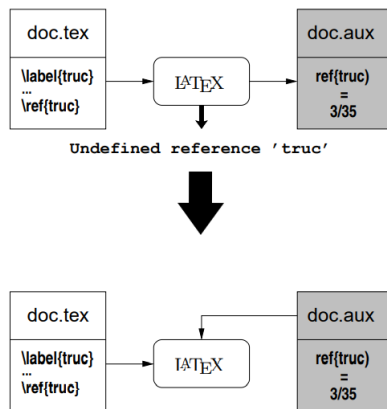 doc.tex
\label{truc}
...
\ref{truc}
LATEX
doc.aux
ref{truc)
=
3/35
Undefined reference ’truc’
doc.tex
\label{truc}
...
\ref{truc}
LATEX
doc.aux
ref{truc)
=
3/35